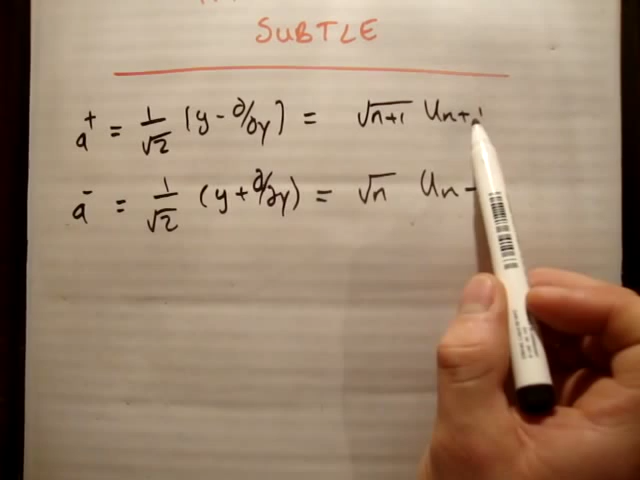 SUBTLE
a⁺ = 1/√2 (y - ∂/∂y) = √n+1 Un+1
a⁻ = 1/√2 (y + ∂/∂y) = √n Un-